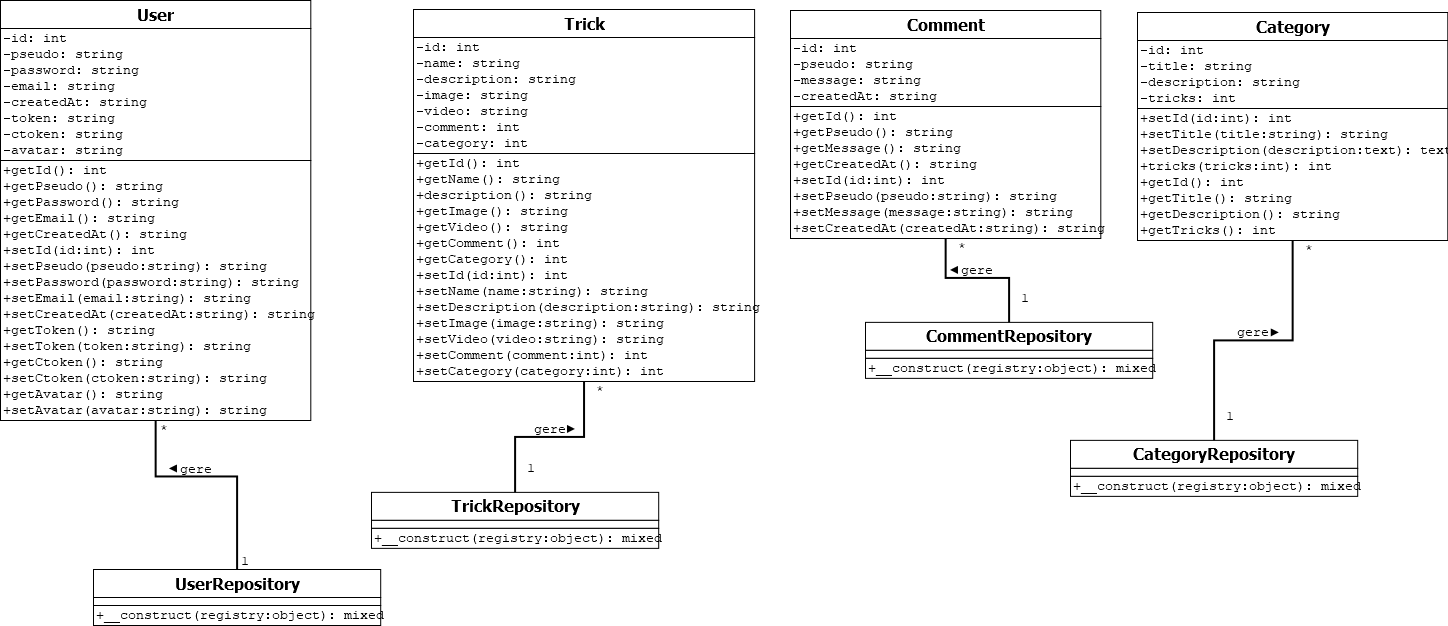 User
-id: int
-pseudo: string
-password: string
-email: string
-createdAt: string
-token: string
-ctoken: string
-avatar: string
+getId(): int
+getPseudo(): string
+getPassword(): string
+getEmail(): string
+getCreatedAt(): string
+setId(id:int): int
+setPseudo(pseudo:string): string
+setPassword(password:string): string
+setEmail(email:string): string
+setCreatedAt(createdAt:string): string
+getToken(): string
+setToken(token:string): string
+getCtoken(): string
+setCtoken(ctoken:string): string
+getAvatar(): string
+setAvatar(avatar:string): string
*
◄gere
1
UserRepository
+__construct(registry:object): mixed
Trick
-id: int
-name: string
-description: string
-image: string
-video: string
-comment: int
-category: int
+getId(): int
+getName(): string
+description(): string
+getImage(): string
+getVideo(): string
+getComment(): int
+getCategory(): int
+setId(id:int): int
+setName(name:string): string
+setDescription(description:string): string
+setImage(image:string): string
+setVideo(video:string): string
+setComment(comment:int): int
+setCategory(category:int): int
*
gere►
1
TrickRepository
+__construct(registry:object): mixed
Comment
-id: int
-pseudo: string
-message: string
-createdAt: string
+getId(): int
+getPseudo(): string
+getMessage(): string
+getCreatedAt(): string
+setId(id:int): int
+setPseudo(pseudo:string): string
+setMessage(message:string): string
+setCreatedAt(createdAt:string): string
*
◄gere
1
CommentRepository
+__construct(registry:object): mixed
Category
-id: int
-title: string
-description: string
-tricks: int
+setId(id:int): int
+setTitle(title:string): string
+setDescription(description:text): text
+tricks(tricks:int): int
+getId(): int
+getTitle(): string
+getDescription(): string
+getTricks(): int
*
gere►
1
CategoryRepository
+__construct(registry:object): mixed